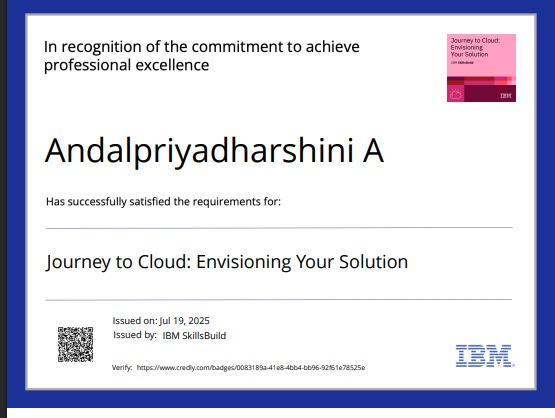 In recognition of the commitment to achieve
professional excellence
Journey to Cloud:
Envisioning
Your Solution
IBM SkillsBuild
IBM
Andalpriyadharshini A
Has successfully satisfied the requirements for:
Journey to Cloud: Envisioning Your Solution
Issued on: Jul 19, 2025
Issued by: IBM SkillsBuild
Verify: https://www.credly.com/badges/0083189a-41e8-4bb4-bb96-92f61e78525e
IBM